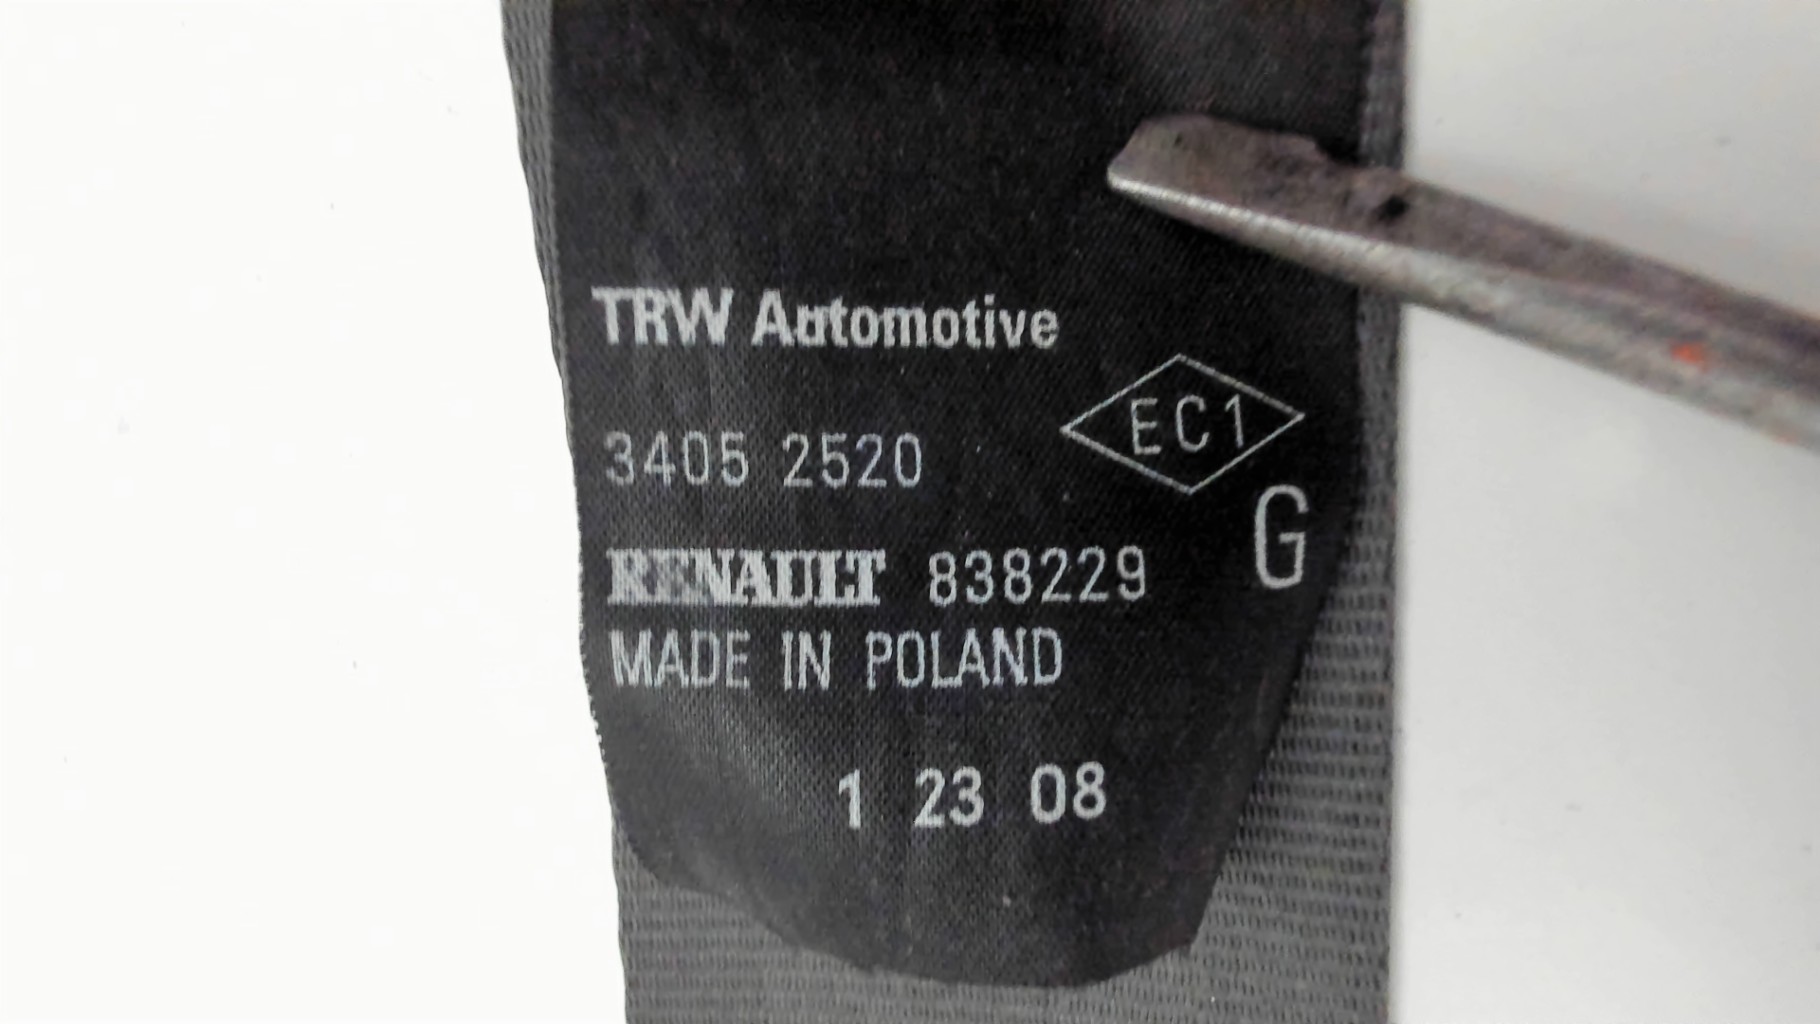 TRW Automotive
EC1
3405 2520
G
RENAULT 838229
MADE IN POLAND
1 23 08